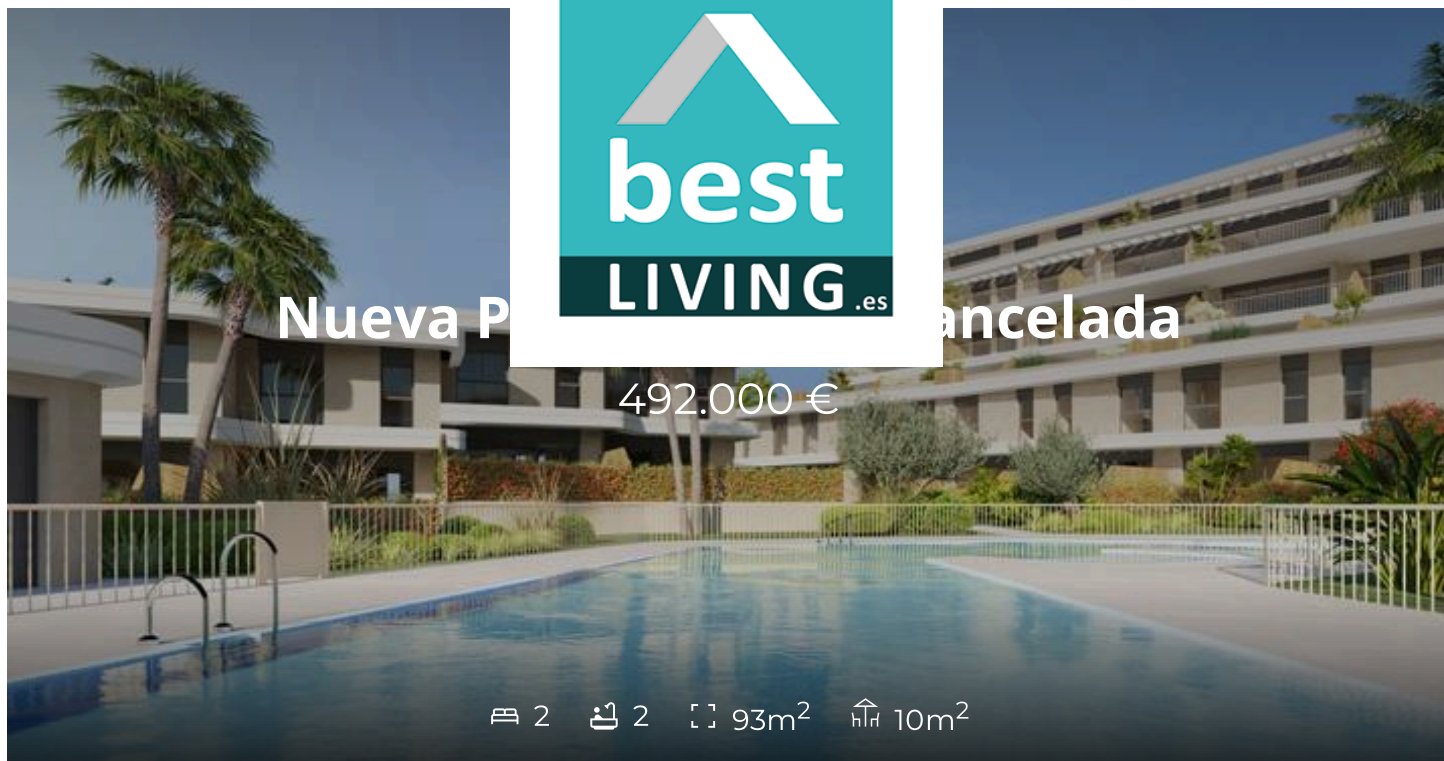 best
LIVING.es
Nueva P ancelada
492.000 €
2 2 93m² 10m²